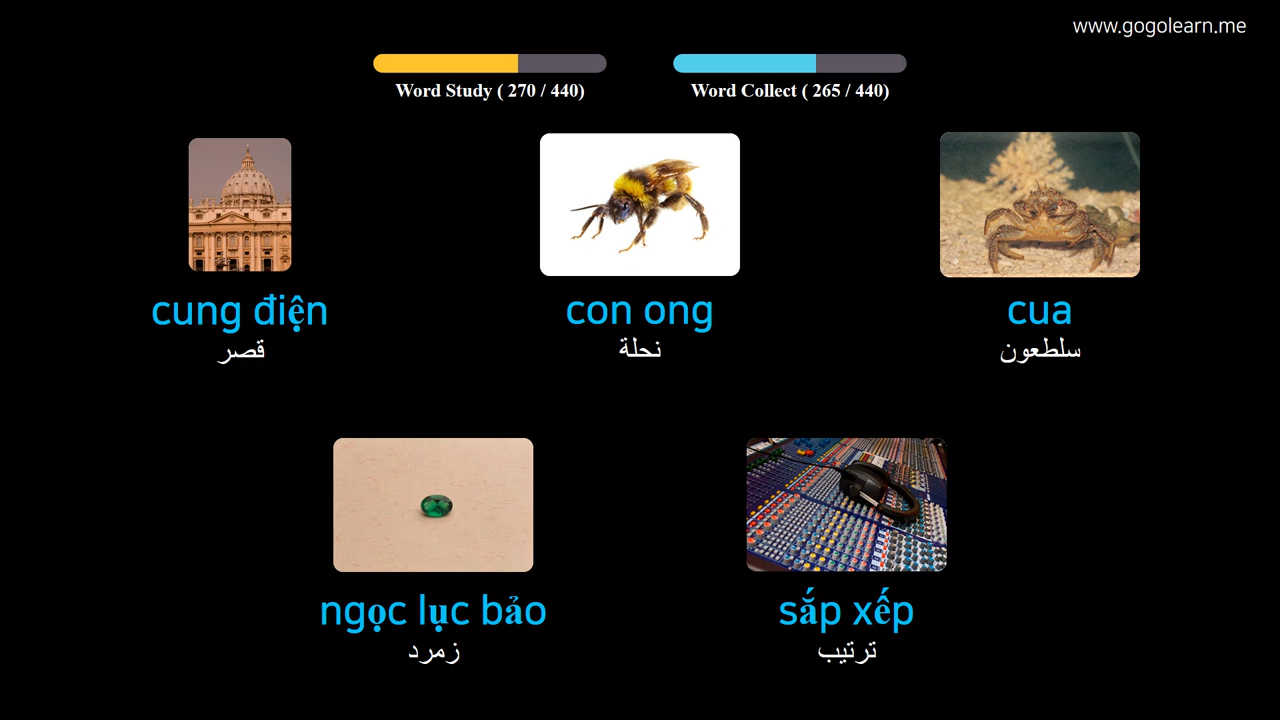 www.gogolearn.me
Word Study ( 270 / 440)
Word Collect ( 265 / 440)
cung điện
قصر
con ong
نحلة
cua
سلطعون
ngọc lục bảo
زمرد
sắp xếp
ترتيب